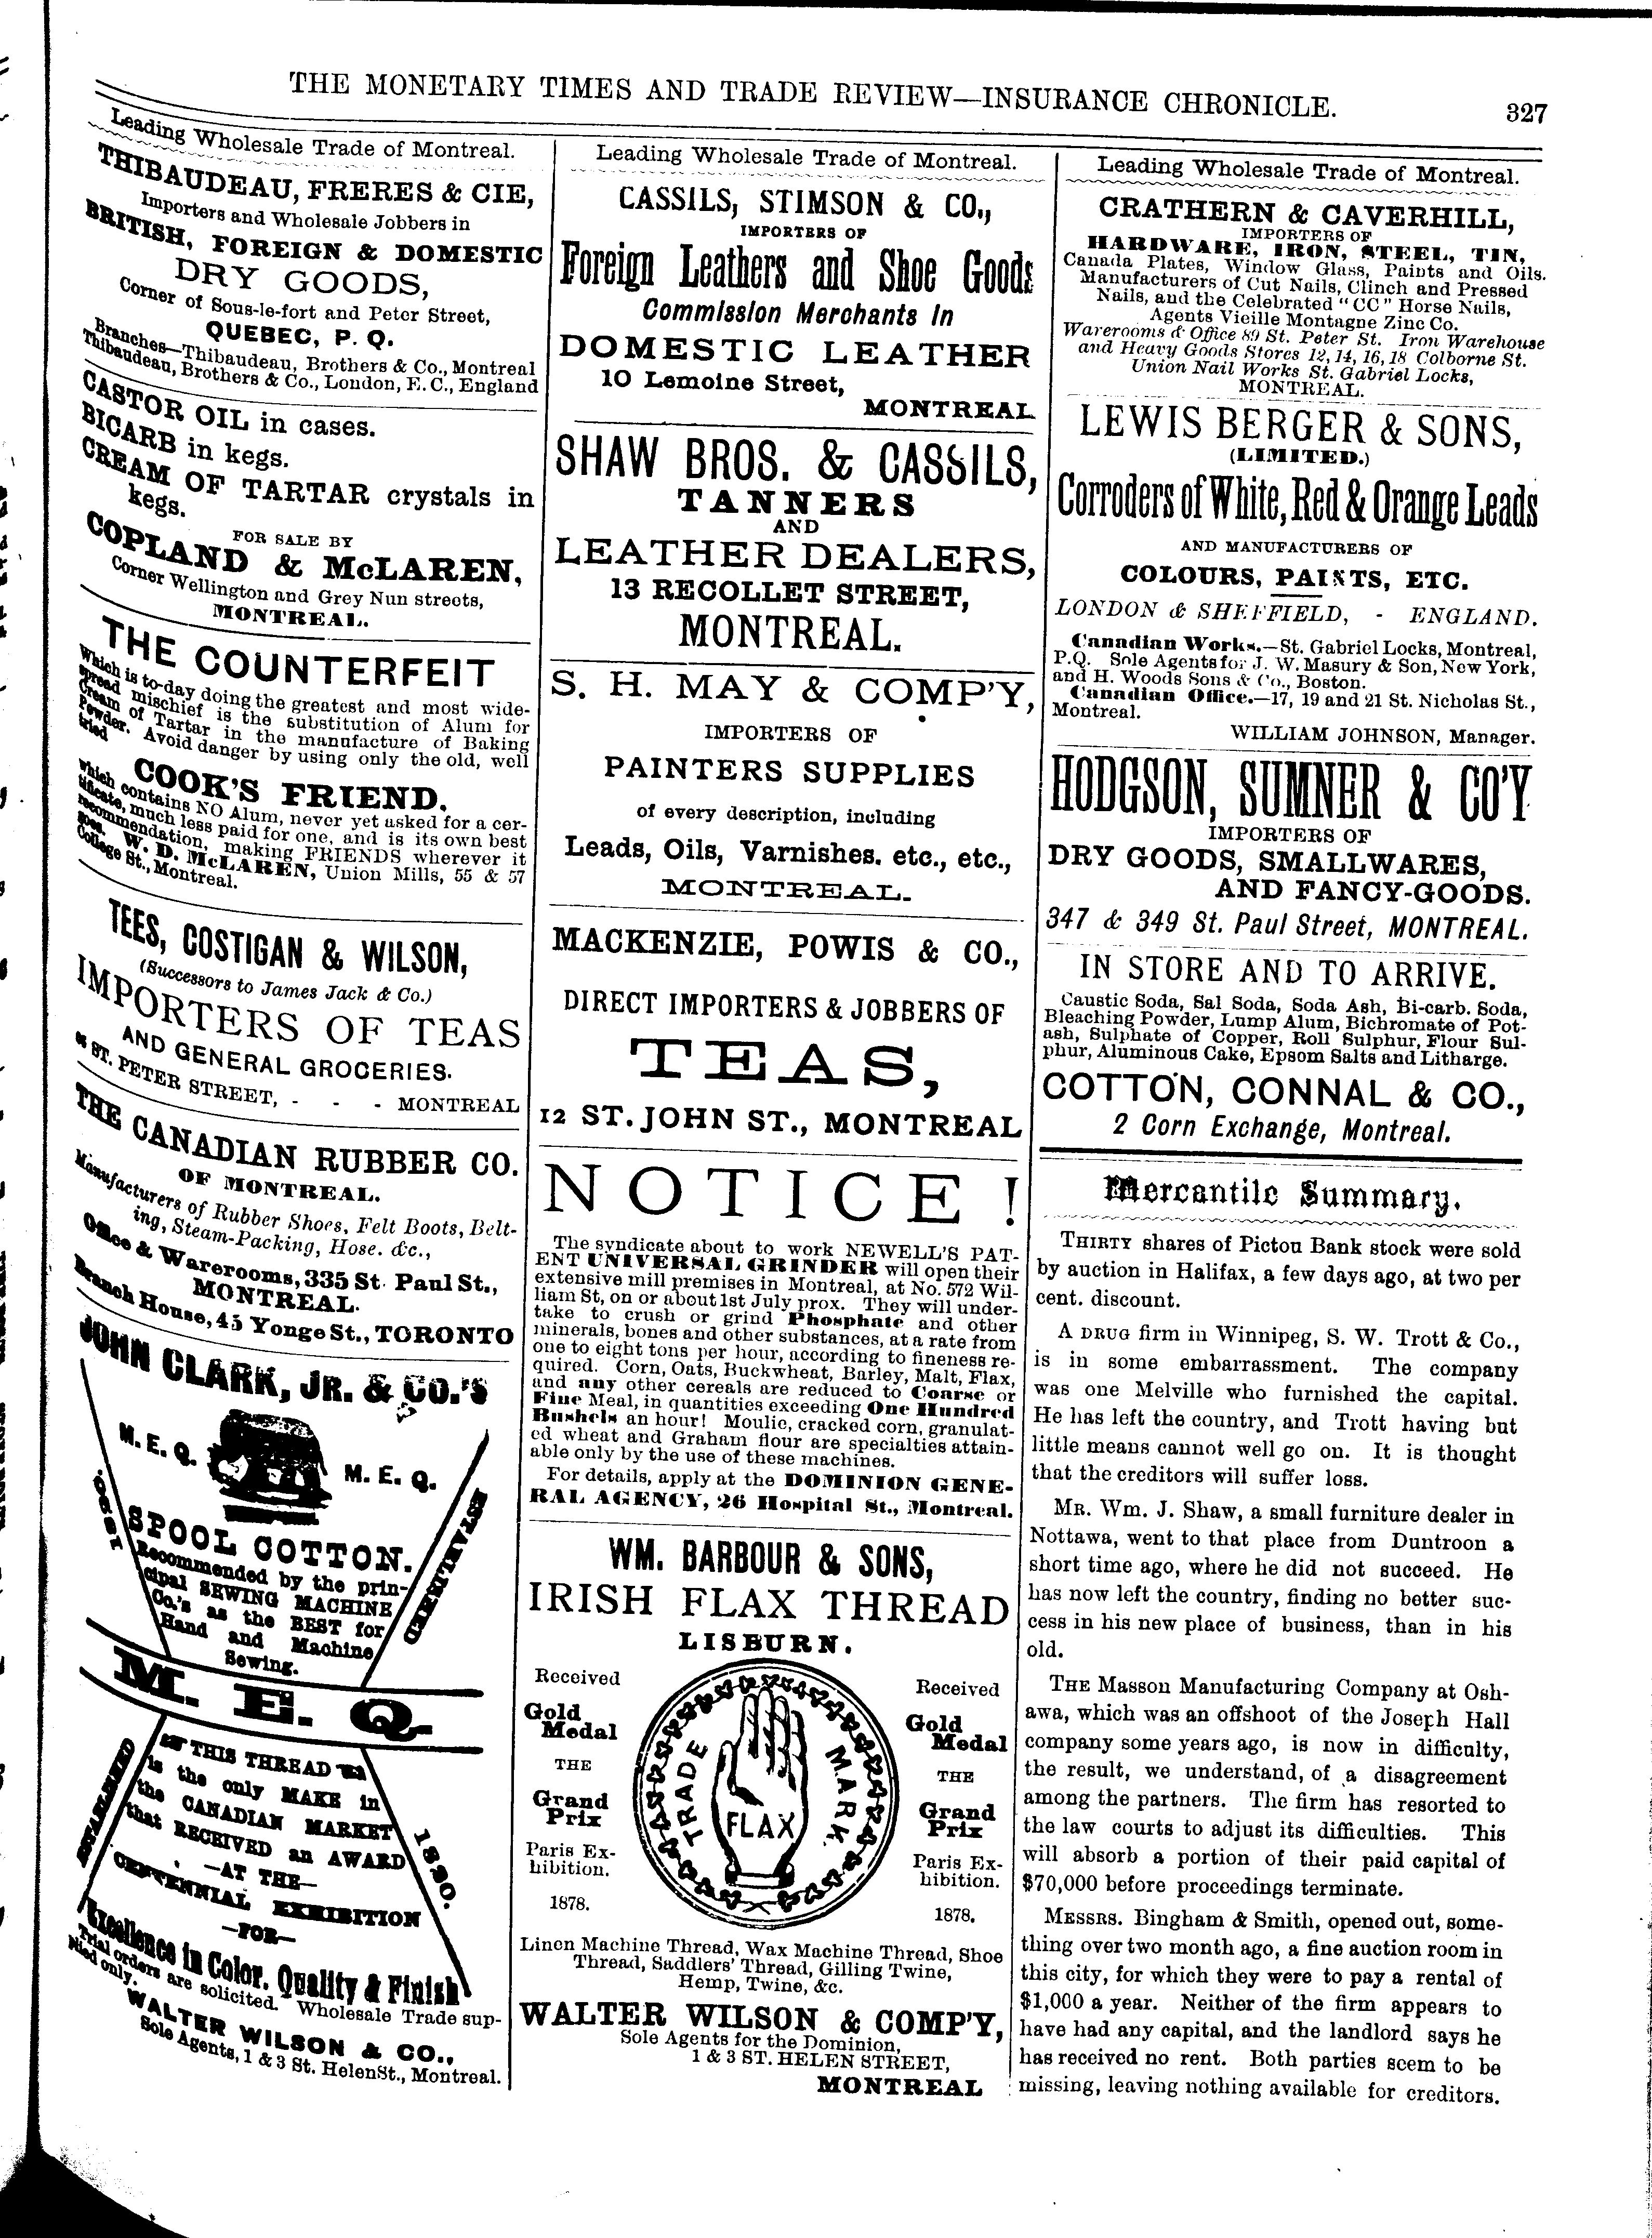 THE MONETARY TIMES AND TRADE REVIEW—INSURANCE CHRONICLE.
327
Leading Wholesale Trade of Montreal.
THIBAUDEAU, FRERES & CIE,
Importers and Wholesale Jobbers in
BRITISH, FOREIGN & DOMESTIC
DRY GOODS,
Corner of Sous-le-fort and Peter Street,
QUEBEC, P. Q.
Branches—Thibaudeau, Brothers & Co., Montreal
Thibaudeau, Brothers & Co., London, E.C., England
CASTOR OIL in cases.
BICARB in kegs.
CREAM OF TARTAR crystals in
kegs.
FOR SALE BY
COPLAND & McLAREN,
Corner Wellington and Grey Nun streets,
MONTREAL.
THE COUNTERFEIT
Which is to-day doing the greatest and most wide-
spread mischief is the substitution of Alum for
Cream of Tartar in the manufacture of Baking
Powder. Avoid danger by using only the old, well
tried
COOK'S FRIEND.
which contains NO Alum, never yet asked for a cer-
tificate, much less paid for one, and is its own best
recommendation, making FRIENDS wherever it
goes. W. D. McLAREN, Union Mills, 55 & 57
College St., Montreal.
TEES, COSTIGAN & WILSON,
(Successors to James Jack & Co.)
IMPORTERS OF TEAS
AND GENERAL GROCERIES.
ST. PETER STREET, - - - MONTREAL
THE CANADIAN RUBBER CO.
OF MONTREAL.
Manufacturers of Rubber Shoes, Felt Boots, Belt-
ing, Steam-Packing, Hose. &c.,
Office & Warerooms, 335 St. Paul St.,
MONTREAL.
Branch House, 45 Yonge St., TORONTO
JOHN CLARK, JR. & CO.'S
M. E. Q.
M. E. Q.
SPOOL COTTON.
ESTABLISHED
1820.
Recommended by the prin-
cipal SEWING MACHINE
Co.'s as the BEST for
Hand and Machine
Sewing.
M. E. Q.
THIS THREAD
is the only MAKE in
the CANADIAN MARKET
that RECEIVED an AWARD
—AT THE—
CENTENNIAL EXHIBITION
—FOR—
1820.
Excellence in Color, Quality & Finish
Trial orders are solicited. Wholesale Trade sup-
plied only.
WALTER WILSON & CO.,
Sole Agents, 1 & 3 St. Helen St., Montreal.
Leading Wholesale Trade of Montreal.
CASSILS, STIMSON & CO.,
IMPORTERS OF
Foreign Leathers and Shoe Goods
Commission Merchants in
DOMESTIC LEATHER
10 Lemoine Street,
MONTREAL
SHAW BROS. & CASSILS,
TANNERS
AND
LEATHER DEALERS,
13 RECOLLET STREET,
MONTREAL.
S. H. MAY & COMP'Y,
IMPORTERS OF
PAINTERS SUPPLIES
of every description, including
Leads, Oils, Varnishes. etc., etc.,
MONTREAL.
MACKENZIE, POWIS & CO.,
DIRECT IMPORTERS & JOBBERS OF
TEAS,
12 ST. JOHN ST., MONTREAL
NOTICE!
The syndicate about to work NEWELL'S PAT-
ENT UNIVERSAL GRINDER will open their
extensive mill premises in Montreal, at No. 572 Wil-
liam St, on or about 1st July prox. They will under-
take to crush or grind Phosphate and other
minerals, bones and other substances, at a rate from
one to eight tons per hour, according to fineness re-
quired. Corn, Oats, Buckwheat, Barley, Malt, Flax,
and any other cereals are reduced to Coarse or
Fine Meal, in quantities exceeding One Hundred
Bushels an hour! Moulie, cracked corn, granulat-
ed wheat and Graham flour are specialties attain-
able only by the use of these machines.
For details, apply at the DOMINION GENE-
RAL AGENCY, 26 Hospital St., Montreal.
WM. BARBOUR & SONS,
IRISH FLAX THREAD
LISBURN.
Received
Gold
Medal
THE
Grand
Prix
Paris Ex-
hibition.
1878.
TRADE MARK.
FLAX
Received
Gold
Medal
THE
Grand
Prix
Paris Ex-
hibition.
1878.
Linen Machine Thread, Wax Machine Thread, Shoe
Thread, Saddlers' Thread, Gilling Twine,
Hemp, Twine, &c.
WALTER WILSON & COMP'Y,
Sole Agents for the Dominion,
1 & 3 ST. HELEN STREET,
MONTREAL
Leading Wholesale Trade of Montreal.
CRATHERN & CAVERHILL,
IMPORTERS OF
HARDWARE, IRON, STEEL, TIN,
Canada Plates, Window Glass, Paints and Oils.
Manufacturers of Cut Nails, Clinch and Pressed
Nails, and the Celebrated "CC" Horse Nails,
Agents Vieille Montagne Zinc Co.
Warerooms & Office 89 St. Peter St. Iron Warehouse
and Heavy Goods Stores 12, 14, 16, 18 Colborne St.
Union Nail Works St. Gabriel Locks,
MONTREAL.
LEWIS BERGER & SONS,
(LIMITED.)
Corroders of White, Red & Orange Leads
AND MANUFACTURERS OF
COLOURS, PAINTS, ETC.
LONDON & SHEFFIELD, - ENGLAND.
Canadian Works.—St. Gabriel Locks, Montreal,
P.Q. Sole Agents for J. W. Masury & Son, New York,
and H. Woods Sons & Co., Boston.
Canadian Office.—17, 19 and 21 St. Nicholas St.,
Montreal.
WILLIAM JOHNSON, Manager.
HODGSON, SUMNER & CO'Y
IMPORTERS OF
DRY GOODS, SMALLWARES,
AND FANCY-GOODS.
347 & 349 St. Paul Street, MONTREAL.
IN STORE AND TO ARRIVE.
Caustic Soda, Sal Soda, Soda Ash, Bi-carb. Soda,
Bleaching Powder, Lump Alum, Bichromate of Pot-
ash, Sulphate of Copper, Roll Sulphur, Flour Sul-
phur, Aluminous Cake, Epsom Salts and Litharge.
COTTON, CONNAL & CO.,
2 Corn Exchange, Montreal.
Mercantile Summary.
THIRTY shares of Pictou Bank stock were sold
by auction in Halifax, a few days ago, at two per
cent. discount.
A DRUG firm in Winnipeg, S. W. Trott & Co.,
is in some embarrassment. The company
was one Melville who furnished the capital.
He has left the country, and Trott having but
little means cannot well go on. It is thought
that the creditors will suffer loss.
MR. Wm. J. Shaw, a small furniture dealer in
Nottawa, went to that place from Duntroon a
short time ago, where he did not succeed. He
has now left the country, finding no better suc-
cess in his new place of business, than in his
old.
THE Masson Manufacturing Company at Osh-
awa, which was an offshoot of the Joseph Hall
company some years ago, is now in difficulty,
the result, we understand, of a disagreement
among the partners. The firm has resorted to
the law courts to adjust its difficulties. This
will absorb a portion of their paid capital of
$70,000 before proceedings terminate.
MESSRS. Bingham & Smith, opened out, some-
thing over two month ago, a fine auction room in
this city, for which they were to pay a rental of
$1,000 a year. Neither of the firm appears to
have had any capital, and the landlord says he
has received no rent. Both parties seem to be
missing, leaving nothing available for creditors.